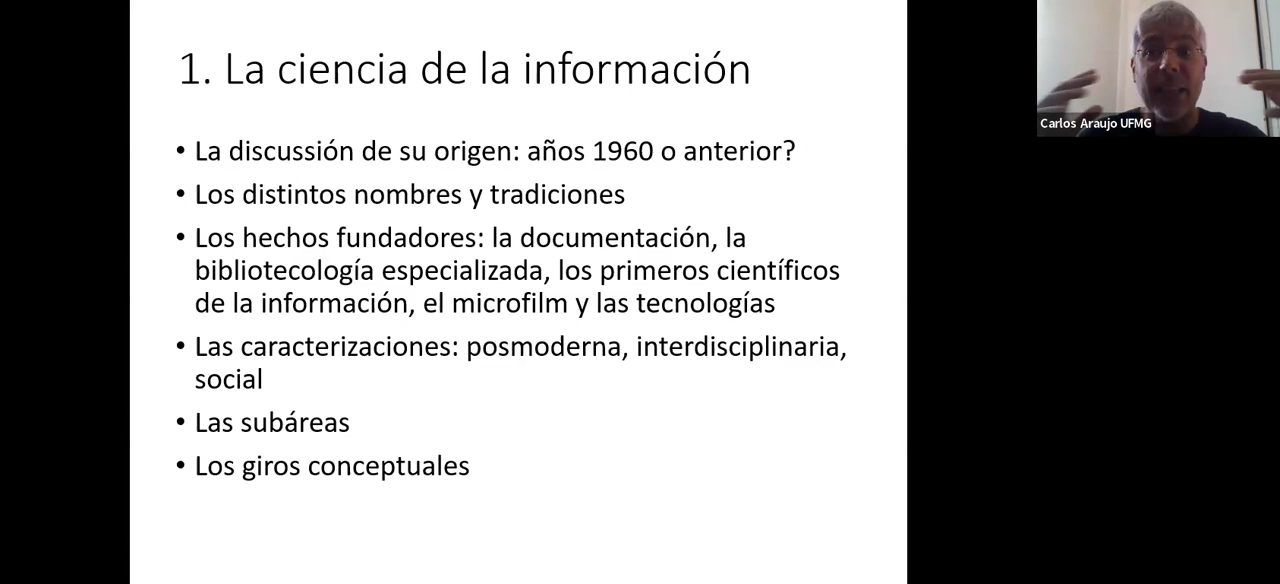 1. La ciencia de la información
• La discussión de su origen: años 1960 o anterior?
• Los distintos nombres y tradiciones
• Los hechos fundadores: la documentación, la
bibliotecología especializada, los primeros científicos
de la información, el microfilm y las tecnologías
• Las caracterizaciones: posmoderna, interdisciplinaria,
social
• Las subáreas
• Los giros conceptuales
Carlos Araujo UFMG